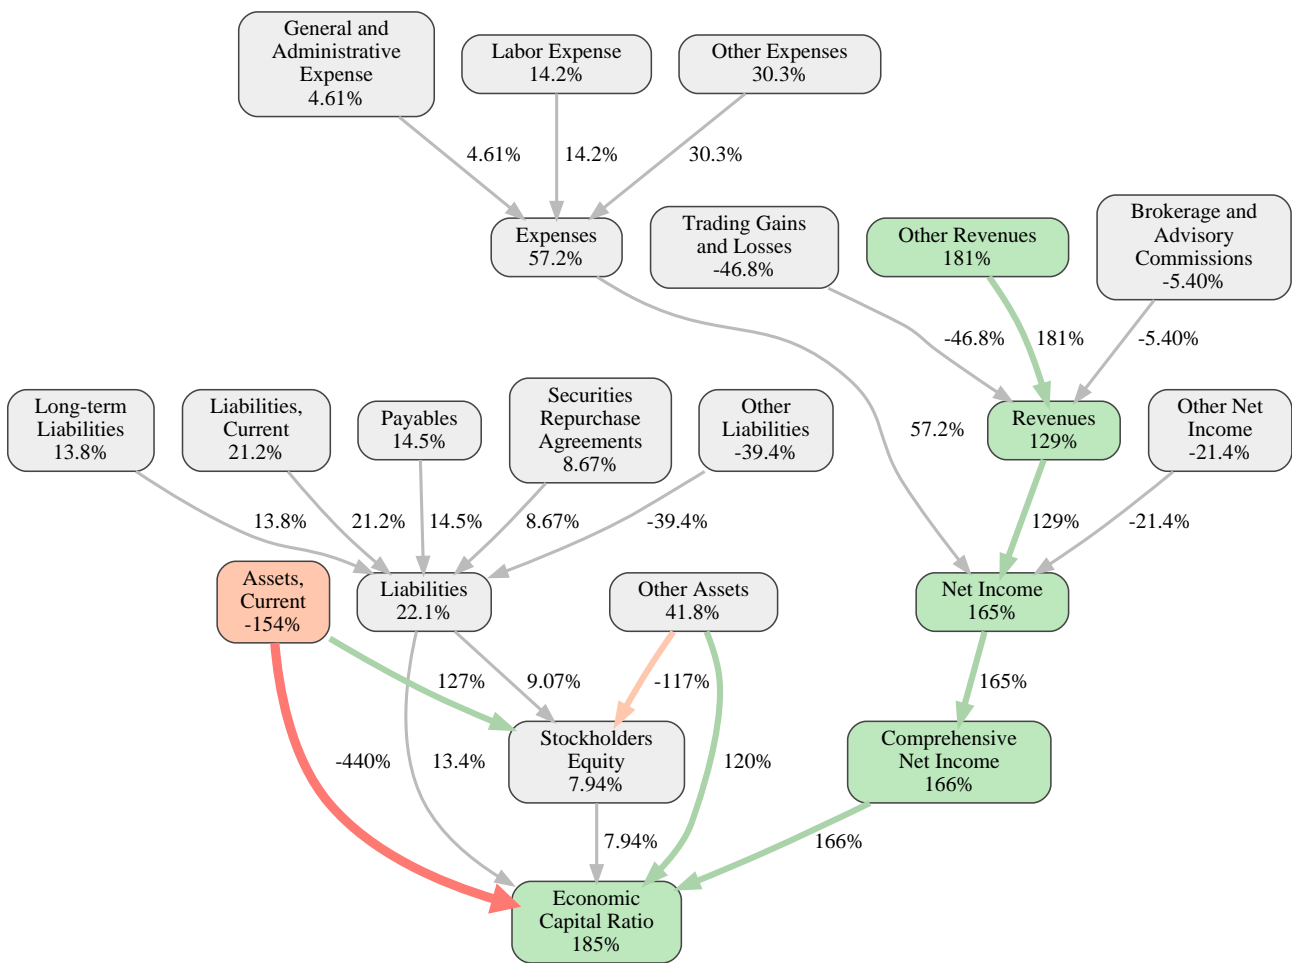 General and
Administrative
Expense
4.61%
Labor Expense
14.2%
Other Expenses
30.3%
4.61%
14.2%
30.3%
Expenses
57.2%
Trading Gains
and Losses
-46.8%
Other Revenues
181%
Brokerage and
Advisory
Commissions
-5.40%
-46.8%
181%
-5.40%
Long-term
Liabilities
13.8%
Liabilities,
Current
21.2%
Payables
14.5%
Securities
Repurchase
Agreements
8.67%
Other
Liabilities
-39.4%
57.2%
Revenues
129%
Other Net
Income
-21.4%
13.8%
21.2%
14.5%
8.67%
-39.4%
129%
-21.4%
Assets,
Current
-154%
Liabilities
22.1%
Other Assets
41.8%
Net Income
165%
127%
9.07%
-117%
165%
-440%
13.4%
Stockholders
Equity
7.94%
120%
Comprehensive
Net Income
166%
7.94%
166%
Economic
Capital Ratio
185%